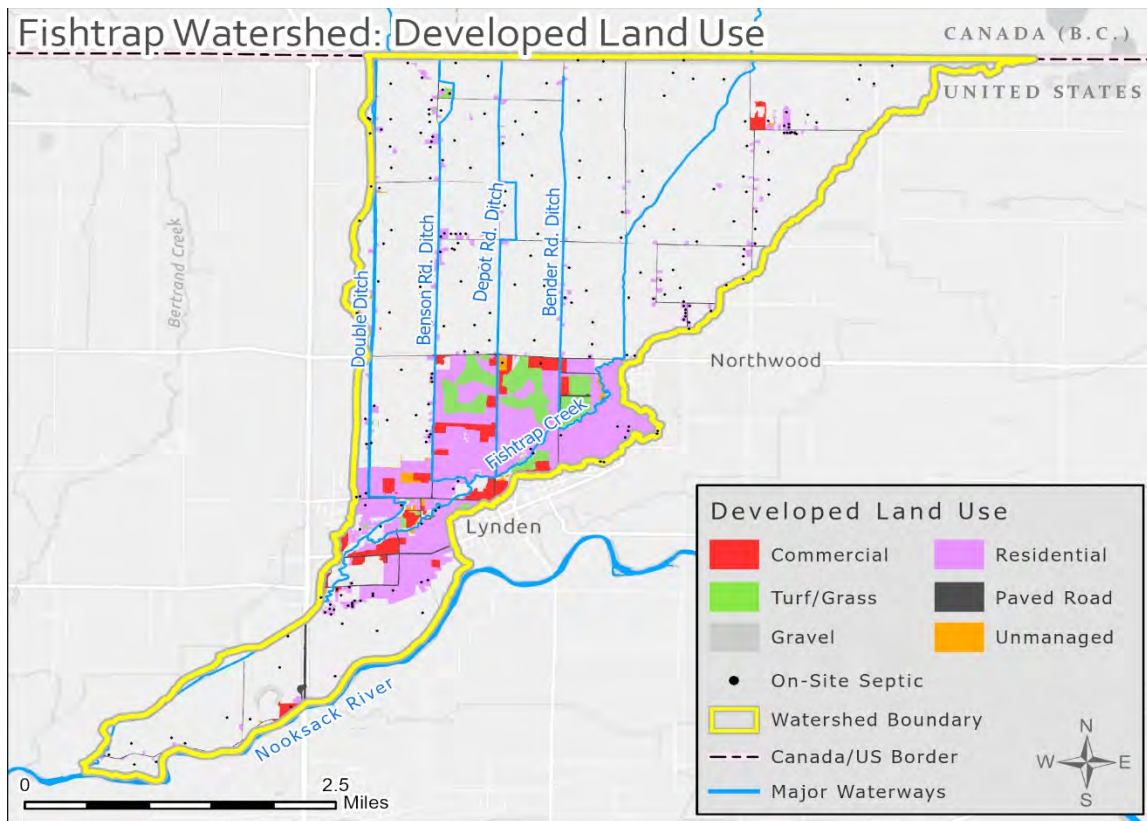 Fishtrap Watershed: Developed Land Use
CANADA (B.C.)
UNITED STATES
Bertrand Creek
Double Ditch
Benson Rd. Ditch
Depot Rd. Ditch
Bender Rd. Ditch
Northwood
Fishtrap Creek
Lynden
Nooksack River
Developed Land Use
Commercial
Residential
Turf/Grass
Paved Road
Gravel
Unmanaged
On-Site Septic
Watershed Boundary
Canada/US Border
Major Waterways
N
W E
S
0 2.5
Miles